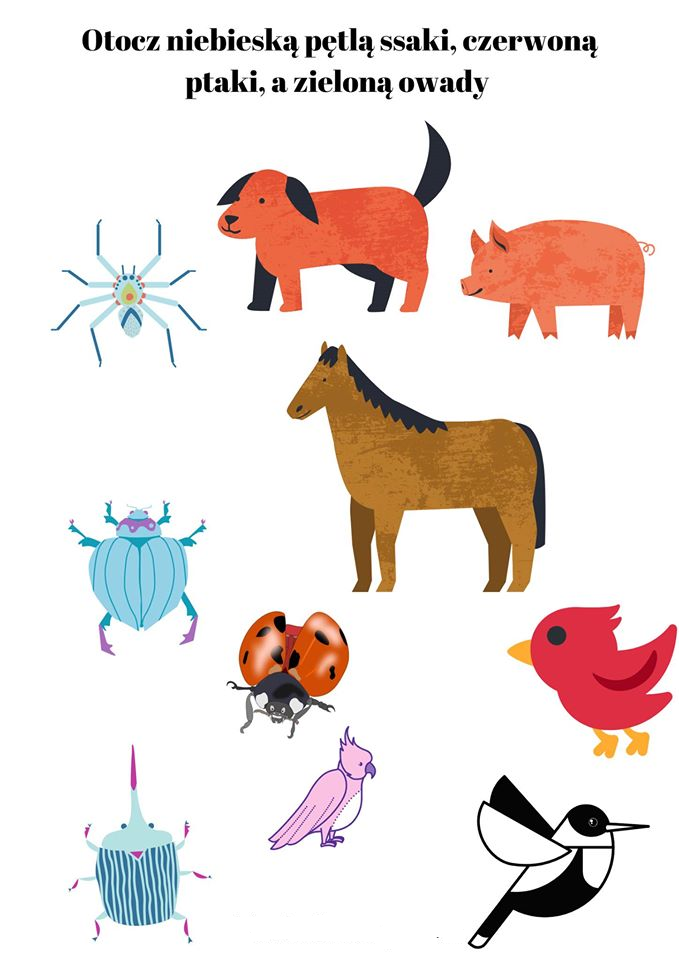 Otocz niebieską pętlą ssaki, czerwoną
ptaki, a zieloną owady